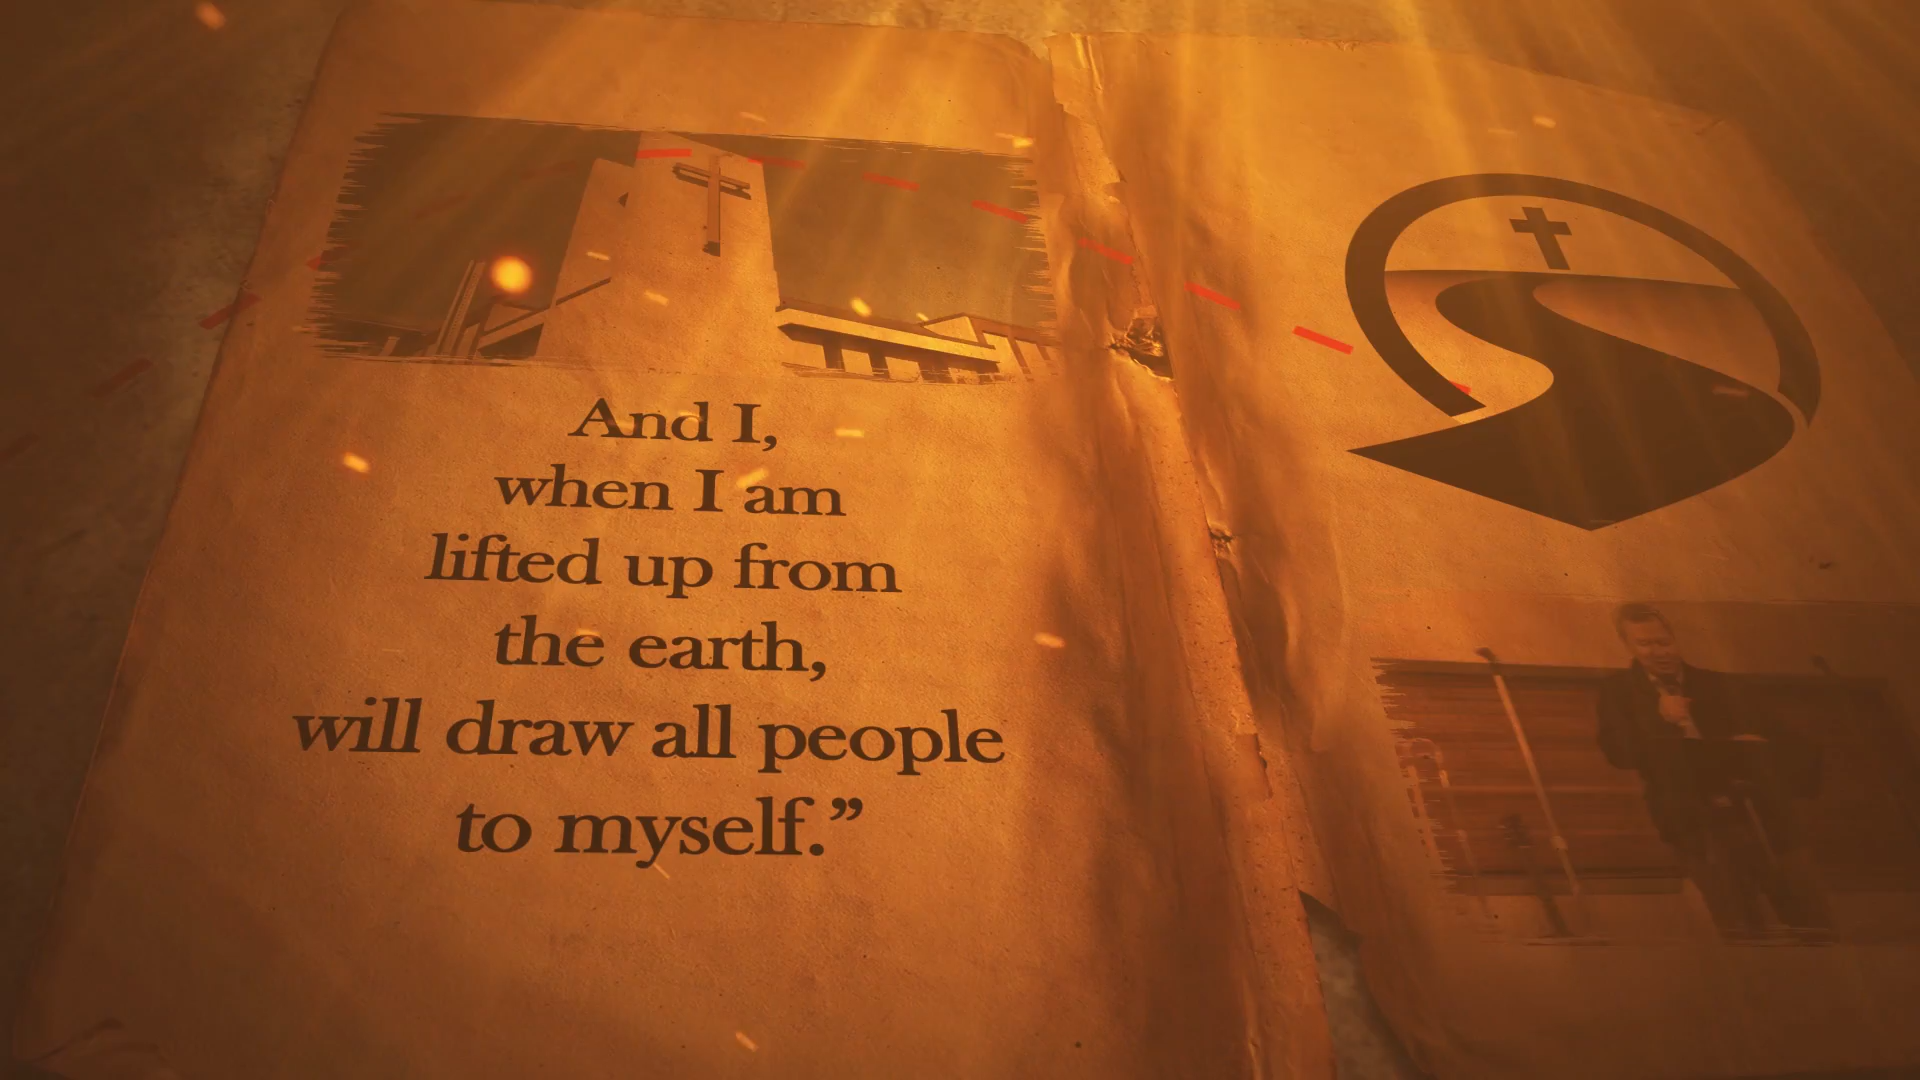 And I,
when I am
lifted up from
the earth,
will draw all people
to myself.”